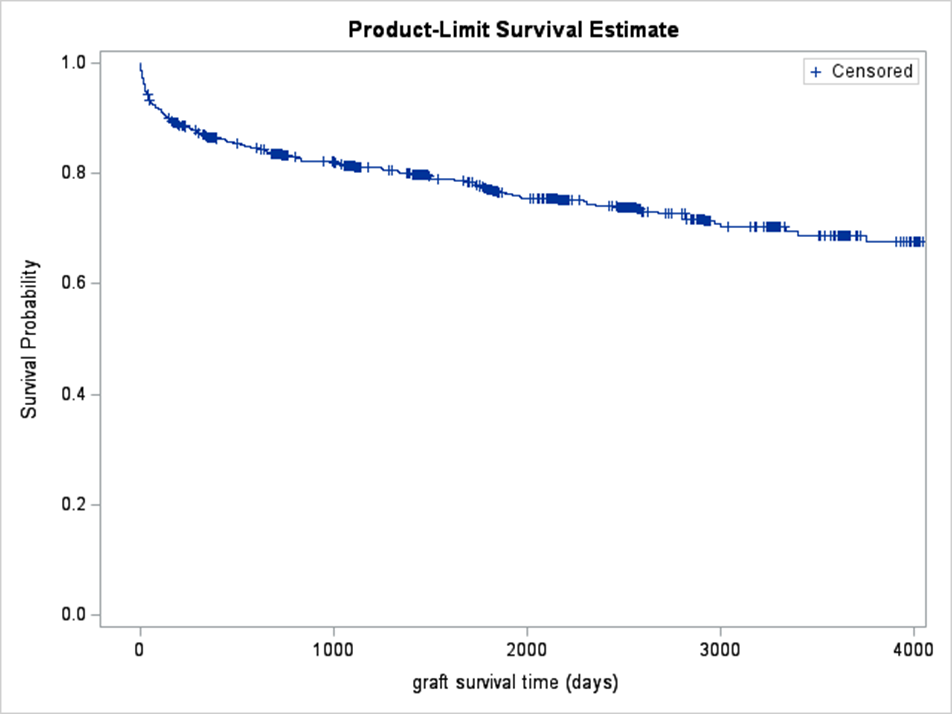 Product-Limit Survival Estimate
+ Censored
1.0
0.8
0.6
0.4
0.2
0.0
Survival Probability
0 1000 2000 3000 4000
graft survival time (days)